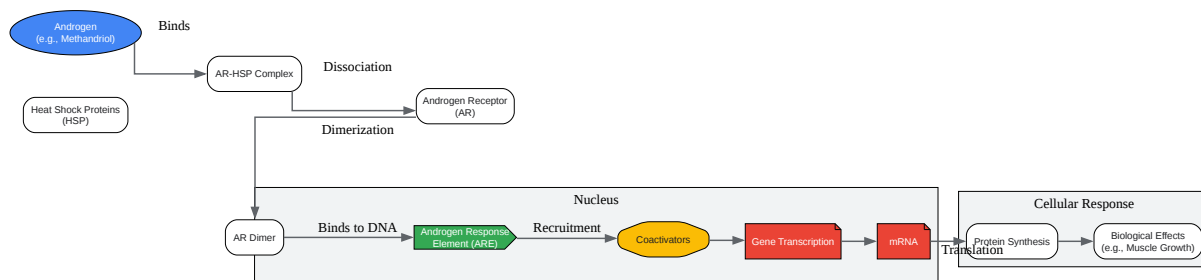 Androgen
(e.g., Methandriol)
Binds
AR-HSP Complex
Dissociation
Heat Shock Proteins
(HSP)
Androgen Receptor
(AR)
Dimerization
Nucleus
Cellular Response
AR Dimer
Binds to DNA
Androgen Response
Element (ARE)
Recruitment
Coactivators
Gene Transcription
mRNA
Translation
Protein Synthesis
Biological Effects
(e.g., Muscle Growth)